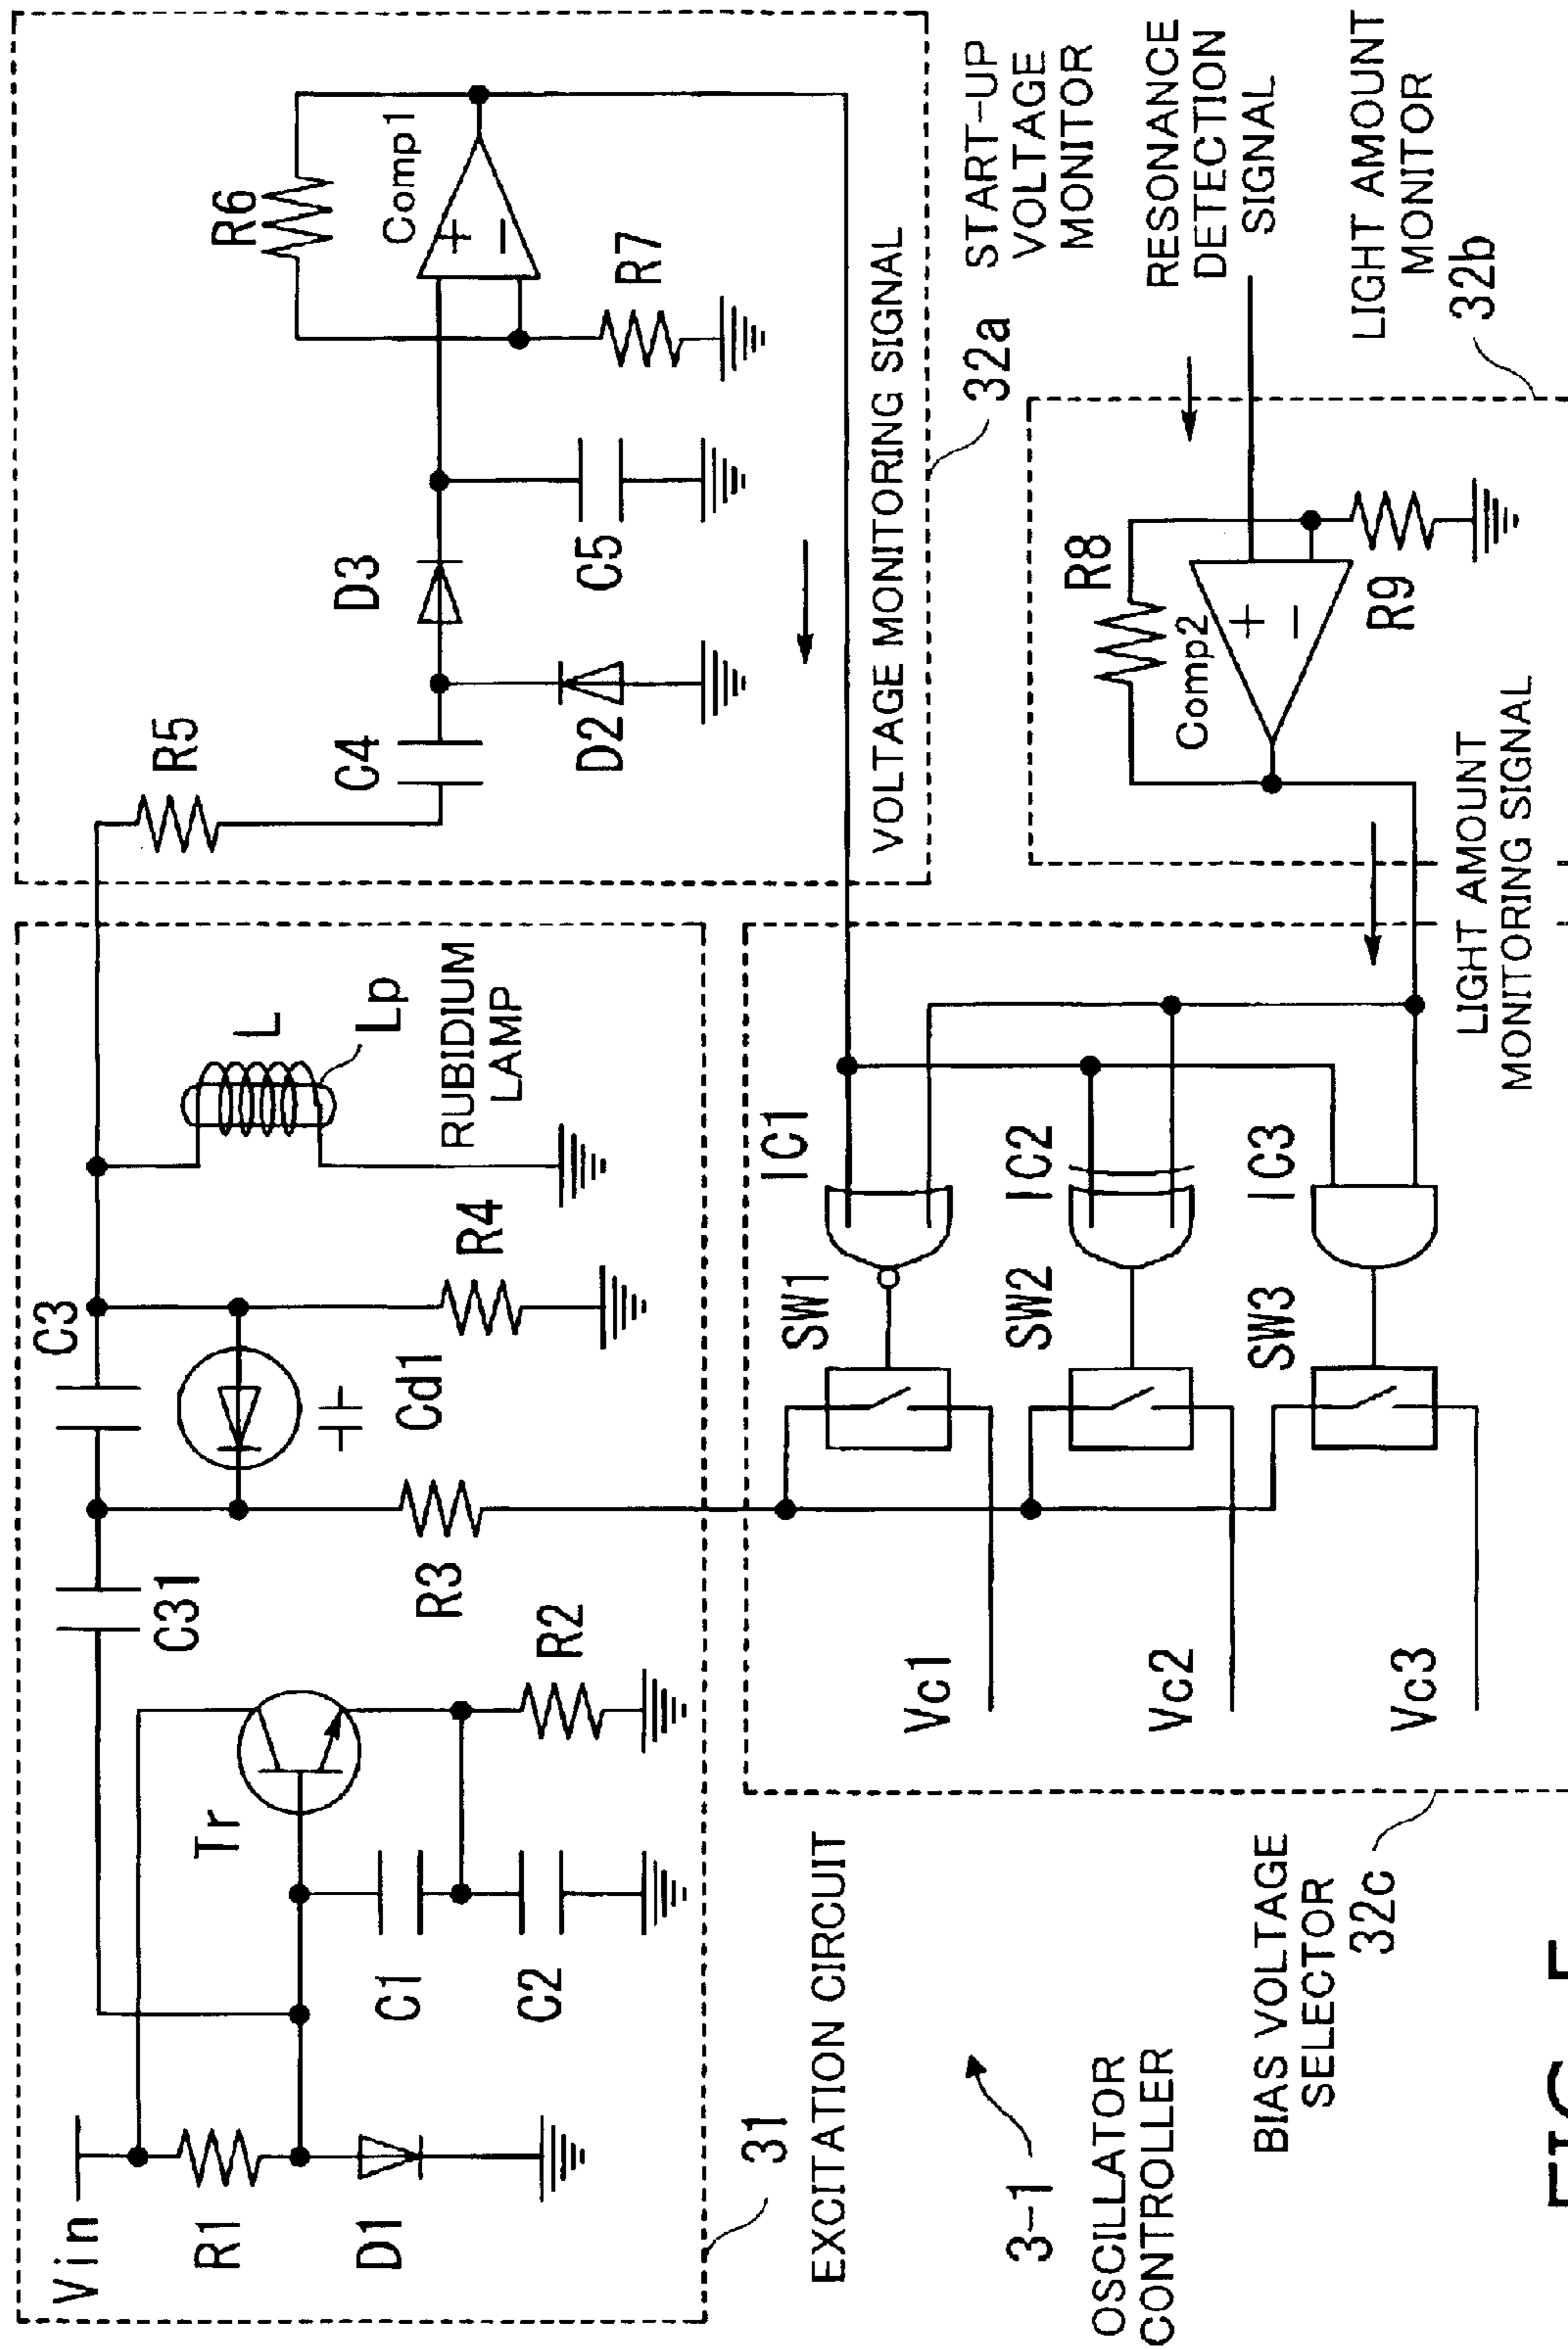 Vin
R1
D1
Tr
C1
C2
R2
C31
R3
C3
Cd1
R4
L
Lp
RUBIDIUM
LAMP
31
EXCITATION CIRCUIT
R5
C4
D2
D3
C5
R6
Comp1
+
−
R7
VOLTAGE MONITORING SIGNAL
32a
START-UP
VOLTAGE
MONITOR
RESONANCE
DETECTION
SIGNAL
LIGHT AMOUNT
MONITOR
32b
R8
Comp2
+
−
R9
LIGHT AMOUNT
MONITORING SIGNAL
IC1
SW1
IC2
SW2
IC3
SW3
Vc1
Vc2
Vc3
BIAS VOLTAGE
SELECTOR
32c
3-1
OSCILLATOR
CONTROLLER